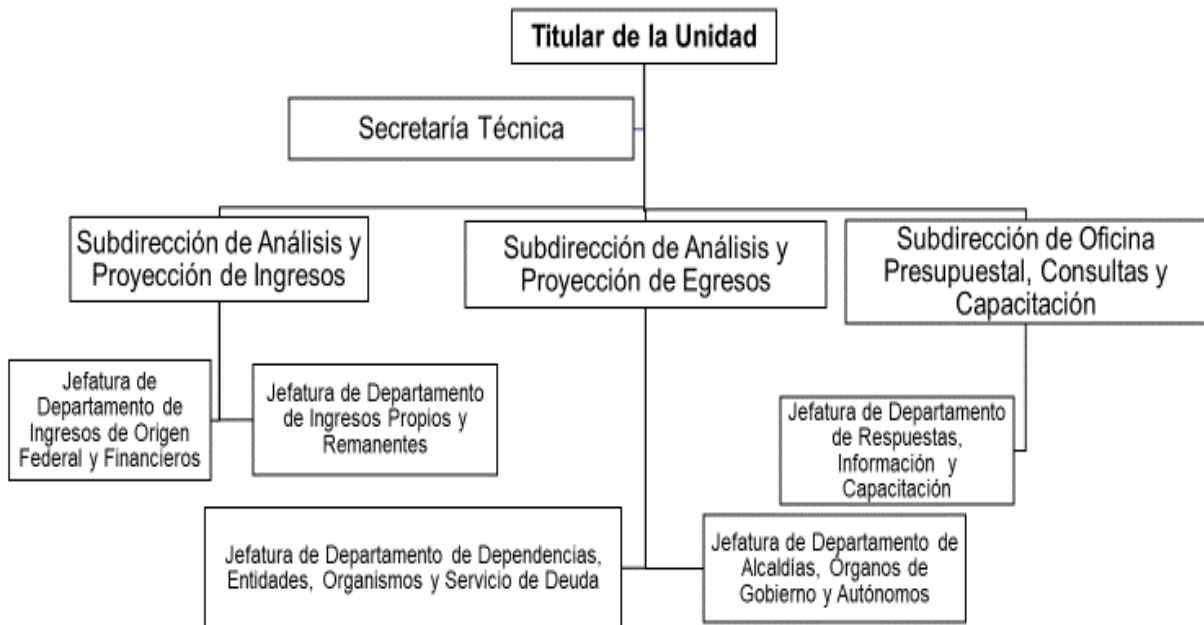 Titular de la Unidad
Secretaría Técnica
Subdirección de Análisis y
Proyección de Ingresos
Subdirección de Análisis y
Proyección de Egresos
Subdirección de Oficina
Presupuestal, Consultas y
Capacitación
Jefatura de
Departamento de
Ingresos de Origen
Federal y Financieros
Jefatura de Departamento
de Ingresos Propios y
Remanentes
Jefatura de Departamento
de Respuestas,
Información y
Capacitación
Jefatura de Departamento de Dependencias,
Entidades, Organismos y Servicio de Deuda
Jefatura de Departamento de
Alcaldías, Órganos de
Gobierno y Autónomos